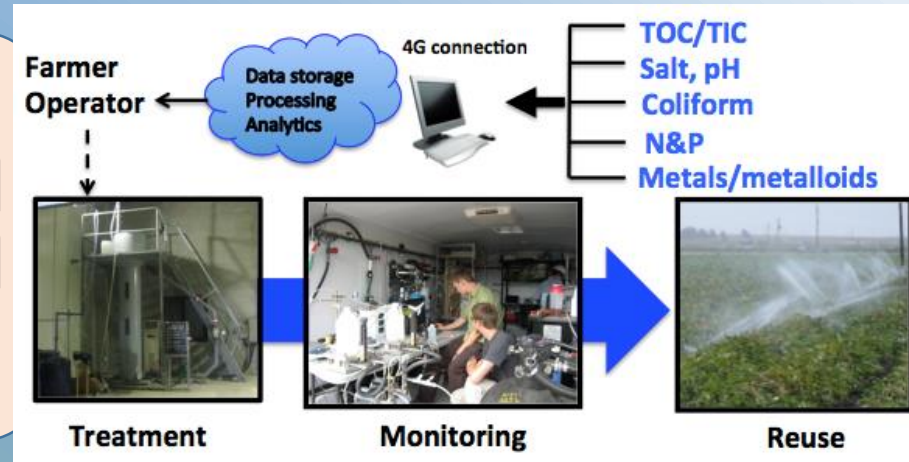 Farmer
Operator
Data storage
Processing
Analytics
4G connection
TOC/TIC
Salt, pH
Coliform
N&P
Metals/metalloids
Treatment
Monitoring
Reuse